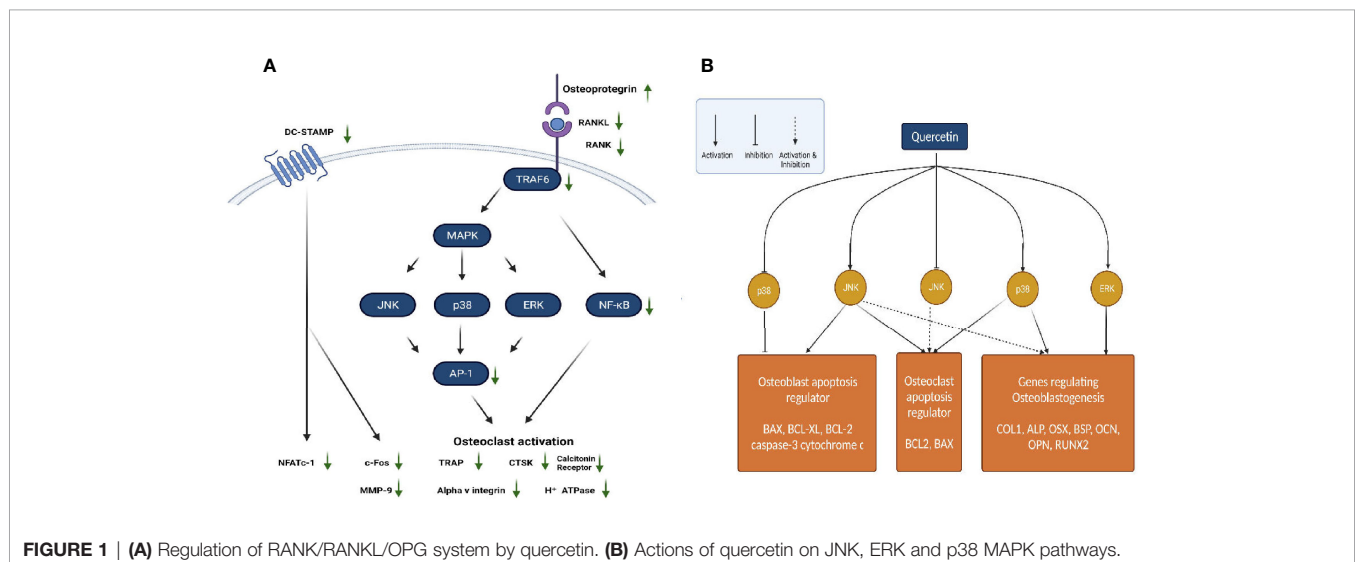 A
Osteoprotegrin
RANKL
RANK
DC-STAMP
TRAF6
MAPK
JNK
p38
ERK
NF-κB
AP-1
Osteoclast activation
NFATc-1
c-Fos
TRAP
CTSK
Calcitonin
Receptor
MMP-9
Alpha v integrin
H⁺ ATPase
B
Activation
Inhibition
Activation &
Inhibition
Quercetin
p38
JNK
JNK
p38
ERK
Osteoblast apoptosis
regulator
BAX, BCL-XL, BCL-2
caspase-3 cytochrome c
Osteoclast
apoptosis
regulator
BCL2, BAX
Genes regulating
Osteoblastogenesis
COL1, ALP, OSX, BSP, OCN,
OPN, RUNX2
FIGURE 1 | (A) Regulation of RANK/RANKL/OPG system by quercetin. (B) Actions of quercetin on JNK, ERK and p38 MAPK pathways.